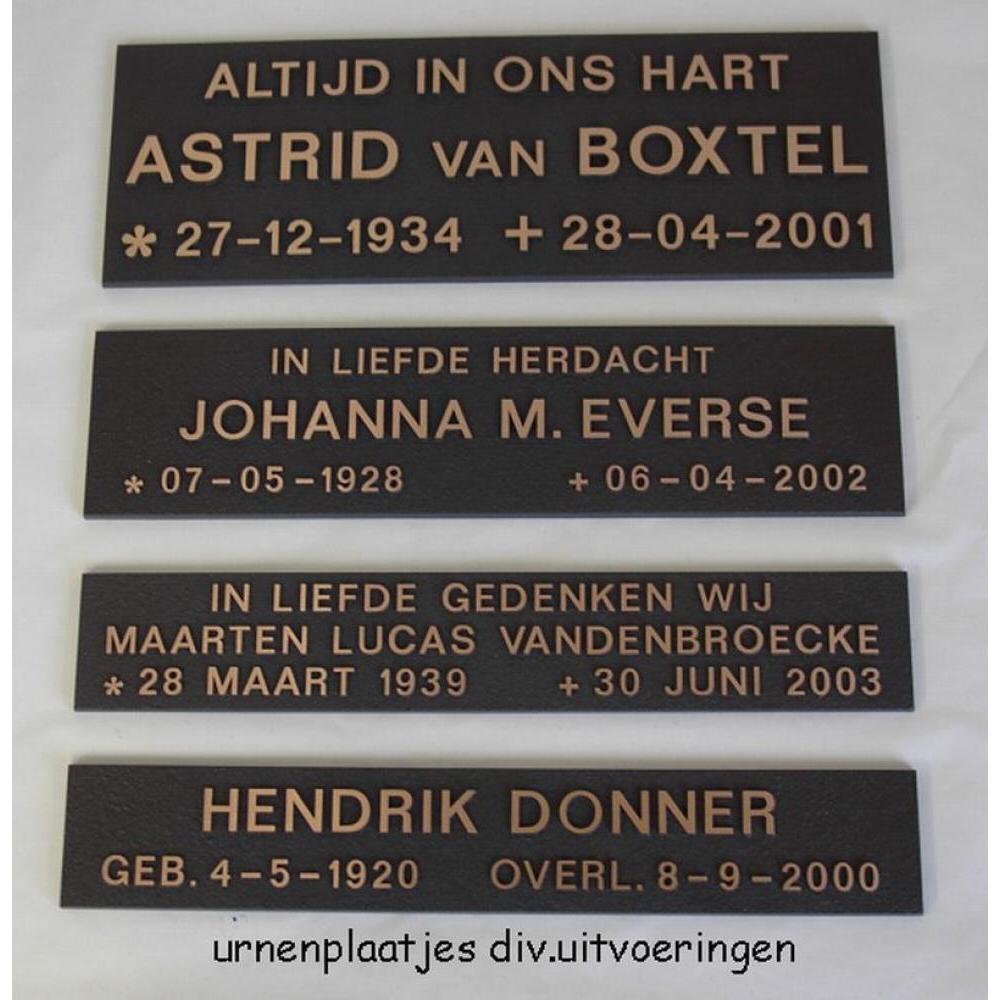 ALTIJD IN ONS HART
ASTRID VAN BOXTEL
* 27-12-1934 + 28-04-2001
IN LIEFDE HERDACHT
JOHANNA M. EVERSE
* 07-05-1928 + 06-04-2002
IN LIEFDE GEDENKEN WIJ
MAARTEN LUCAS VANDENBROECKE
* 28 MAART 1939 + 30 JUNI 2003
HENDRIK DONNER
GEB. 4-5-1920 OVERL. 8-9-2000
urnenplaatjes div.uitvoeringen